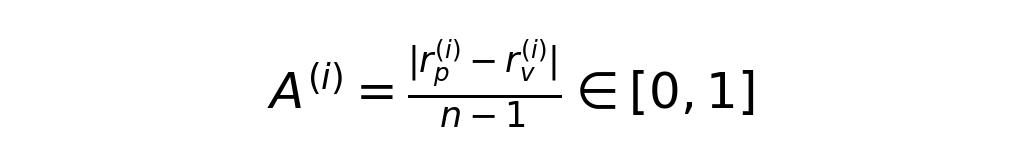 $A^{(i)} = \frac{|r_p^{(i)} - r_v^{(i)}|}{n-1} \in [0, 1]$